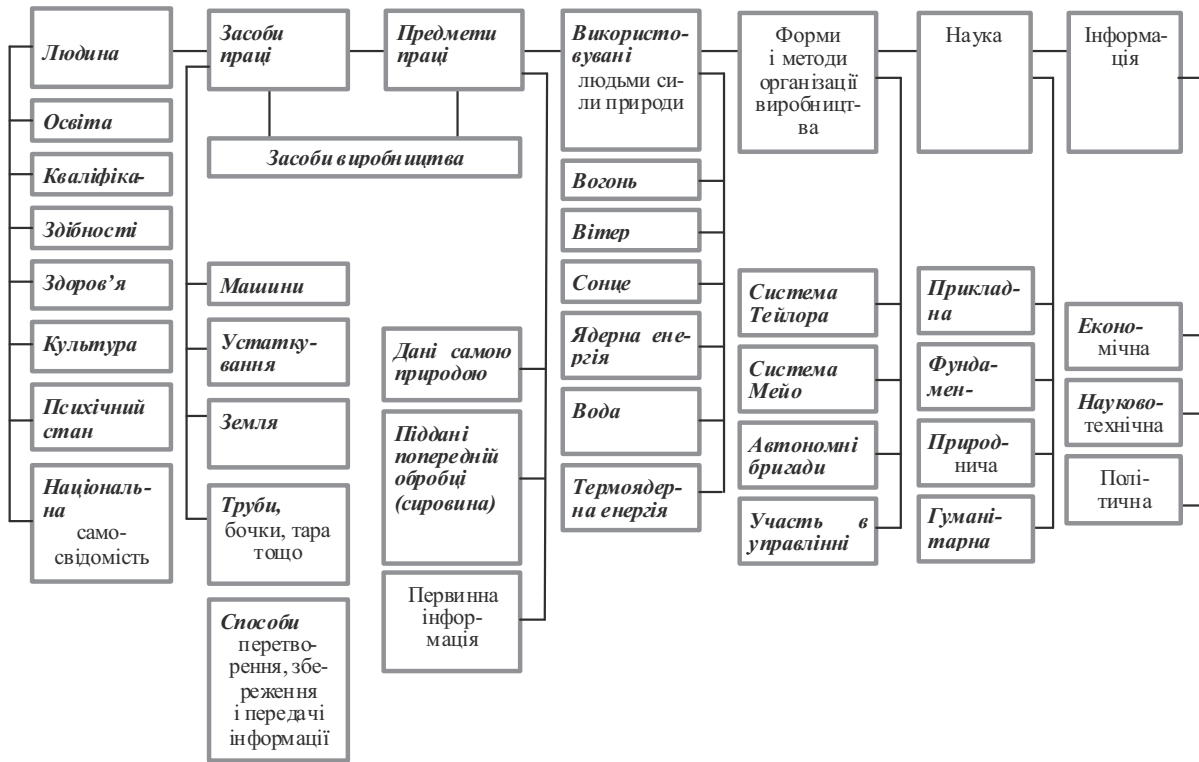 Людина
Засоби
праці
Предмети
праці
Використо-
вувані
людьми си-
ли природи
Форми
і методи
організації
виробницт-
ва
Наука
Інформа-
ція
Засоби виробництва
Освіта
Кваліфіка-
Здібності
Здоров’я
Культура
Психічний
стан
Національ-
на
само-
свідомість
Машини
Устатку-
вання
Земля
Труби,
бочки, тара
тощо
Способи
перетво-
рення, збе-
реження
і передачі
інформації
Дані самою
природою
Піддані
попередній
обробці
(сировина)
Первинна
інфор-
мація
Вогонь
Вітер
Сонце
Ядерна ене-
ргія
Вода
Термоядер-
на енергія
Система
Тейлора
Система
Мейо
Автономні
бригади
Участь в
управлінні
Приклад-
на
Фунда-
мен-
Природ-
нича
Гумані-
тарна
Еконо-
мічна
Науково-
технічна
Полі-
тична